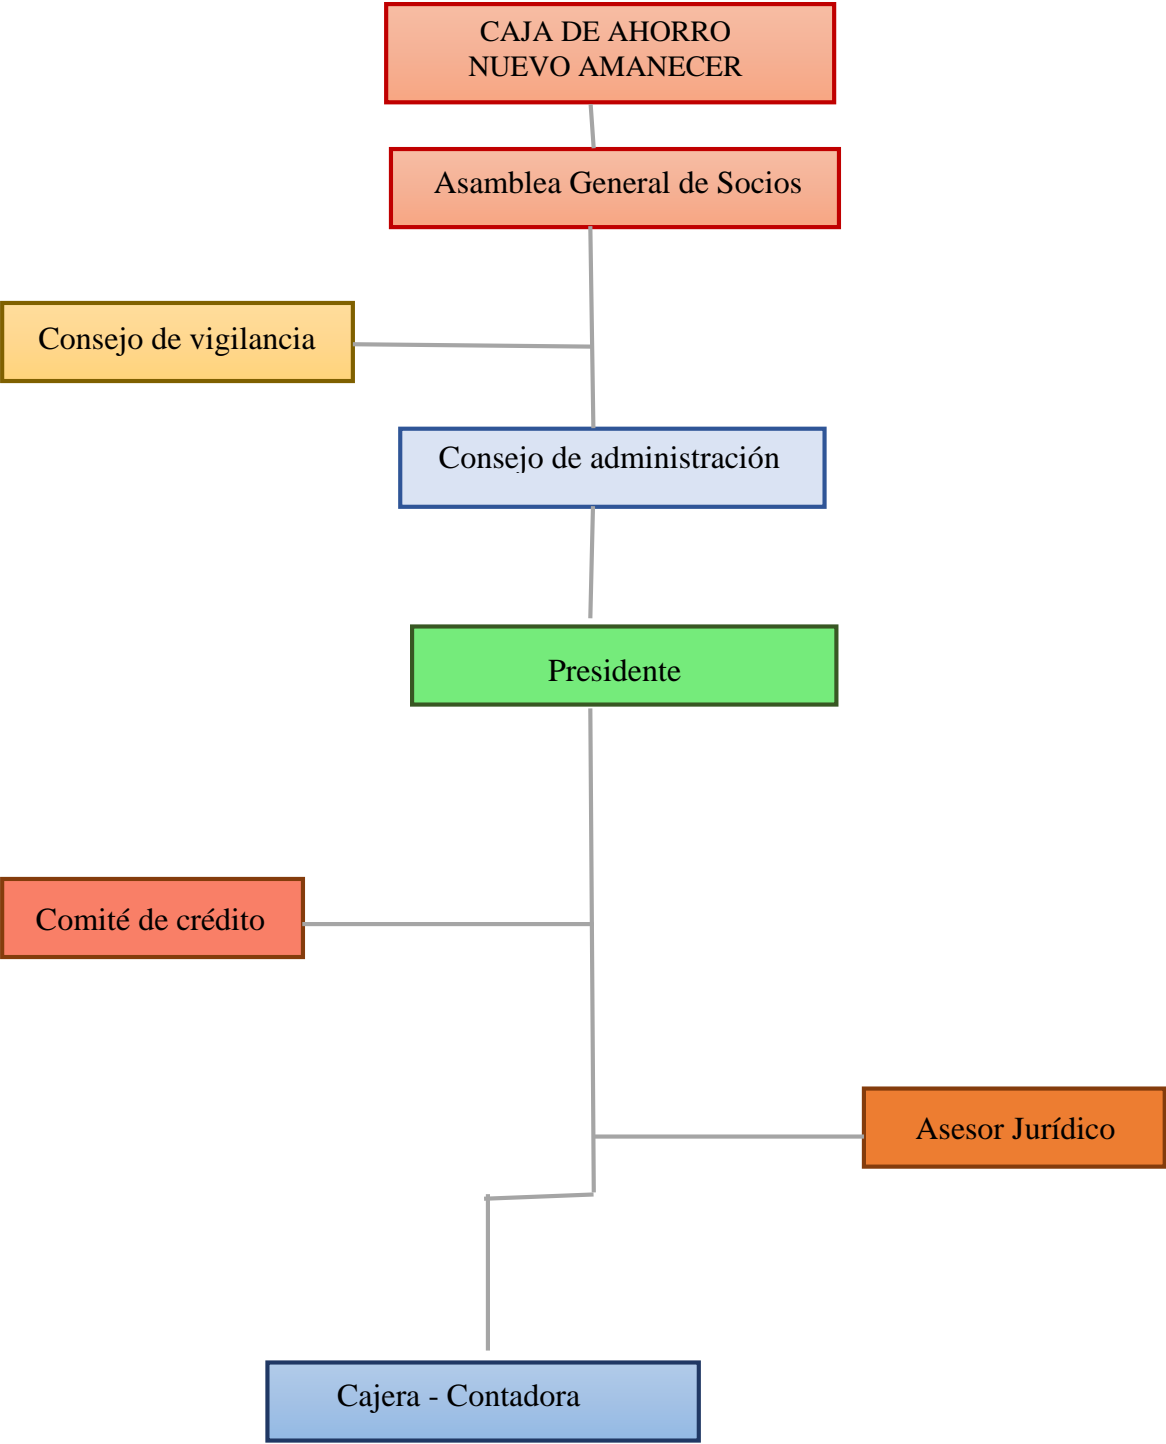 CAJA DE AHORRO
NUEVO AMANECER
Asamblea General de Socios
Consejo de vigilancia
Consejo de administración
Presidente
Comité de crédito
Asesor Jurídico
Cajera - Contadora